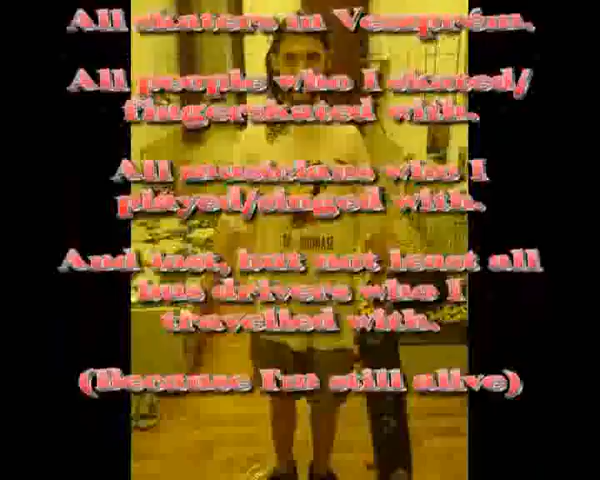 All skaters in Veszprém.
All people who I skated/
fingerskated with.
All musicians who I
played/singed with.
And last, but not least all
bus drivers who I
travelled with.
(Because I'm still alive)